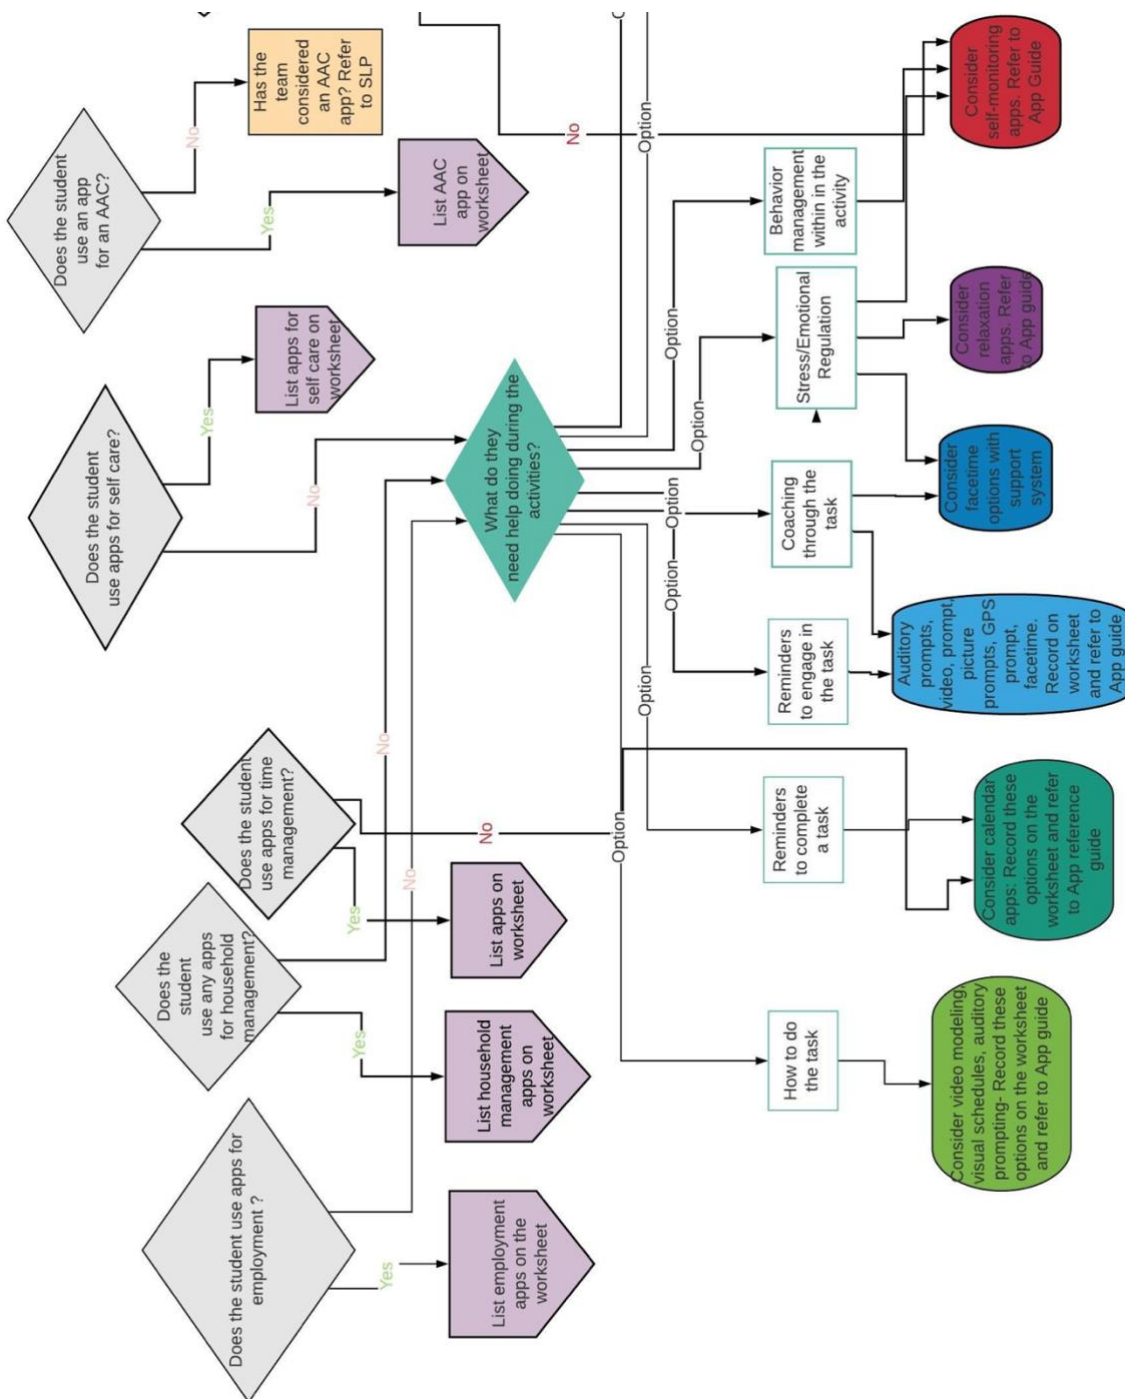 Does the student use apps for
employment ?
Does the
student
use any apps
for household
management?
Does the student
use apps for time
management?
Does the student
use apps for self care?
Does the student
use an app
for an AAC?
No
Has the
team
considered
an AAC
app? Refer
to SLP
Yes
Yes
Yes
Yes
Yes
No
No
No
No
No
List employment
apps on the
worksheet
List household
management
apps on
worksheet
List apps on
worksheet
List apps for
self care on
worksheet
List AAC
app on
worksheet
What do they
need help doing during the
activities?
No
Option
Option
Option
Option
Option
Option
Option
How to do
the task
Reminders
to complete
a task
Reminders
to engage in
the task
Coaching
through the
task
Stress/Emotional
Regulation
Behavior
management
within in the
activity
Consider video modeling,
visual schedules, auditory
prompting- Record these
options on the worksheet
and refer to App guide
Consider calendar
apps: Record these
options on the
worksheet and refer
to App reference
guide
Auditory
prompts,
video, prompt,
picture
prompts, GPS
prompt,
facetime.
Record on
worksheet
and refer to
App guide
Consider
facetime
options with
support
system
Consider
relaxation
apps. Refer
to App guide
Consider
self-monitoring
apps. Refer to
App Guide